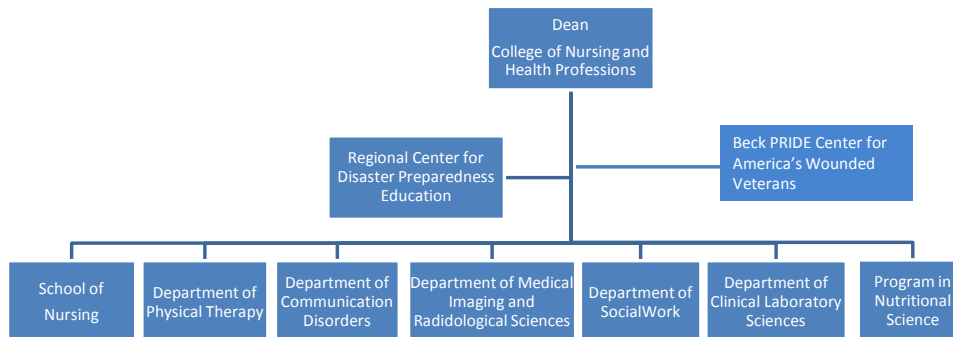 Dean
College of Nursing and
Health Professions
Regional Center for
Disaster Preparedness
Education
Beck PRIDE Center for
America's Wounded
Veterans
School of
Nursing
Department of
Physical Therapy
Department of
Communication
Disorders
Department of Medical
Imaging and
Radidological Sciences
Department of
SocialWork
Department of
Clinical Laboratory
Sciences
Program in
Nutritional
Science